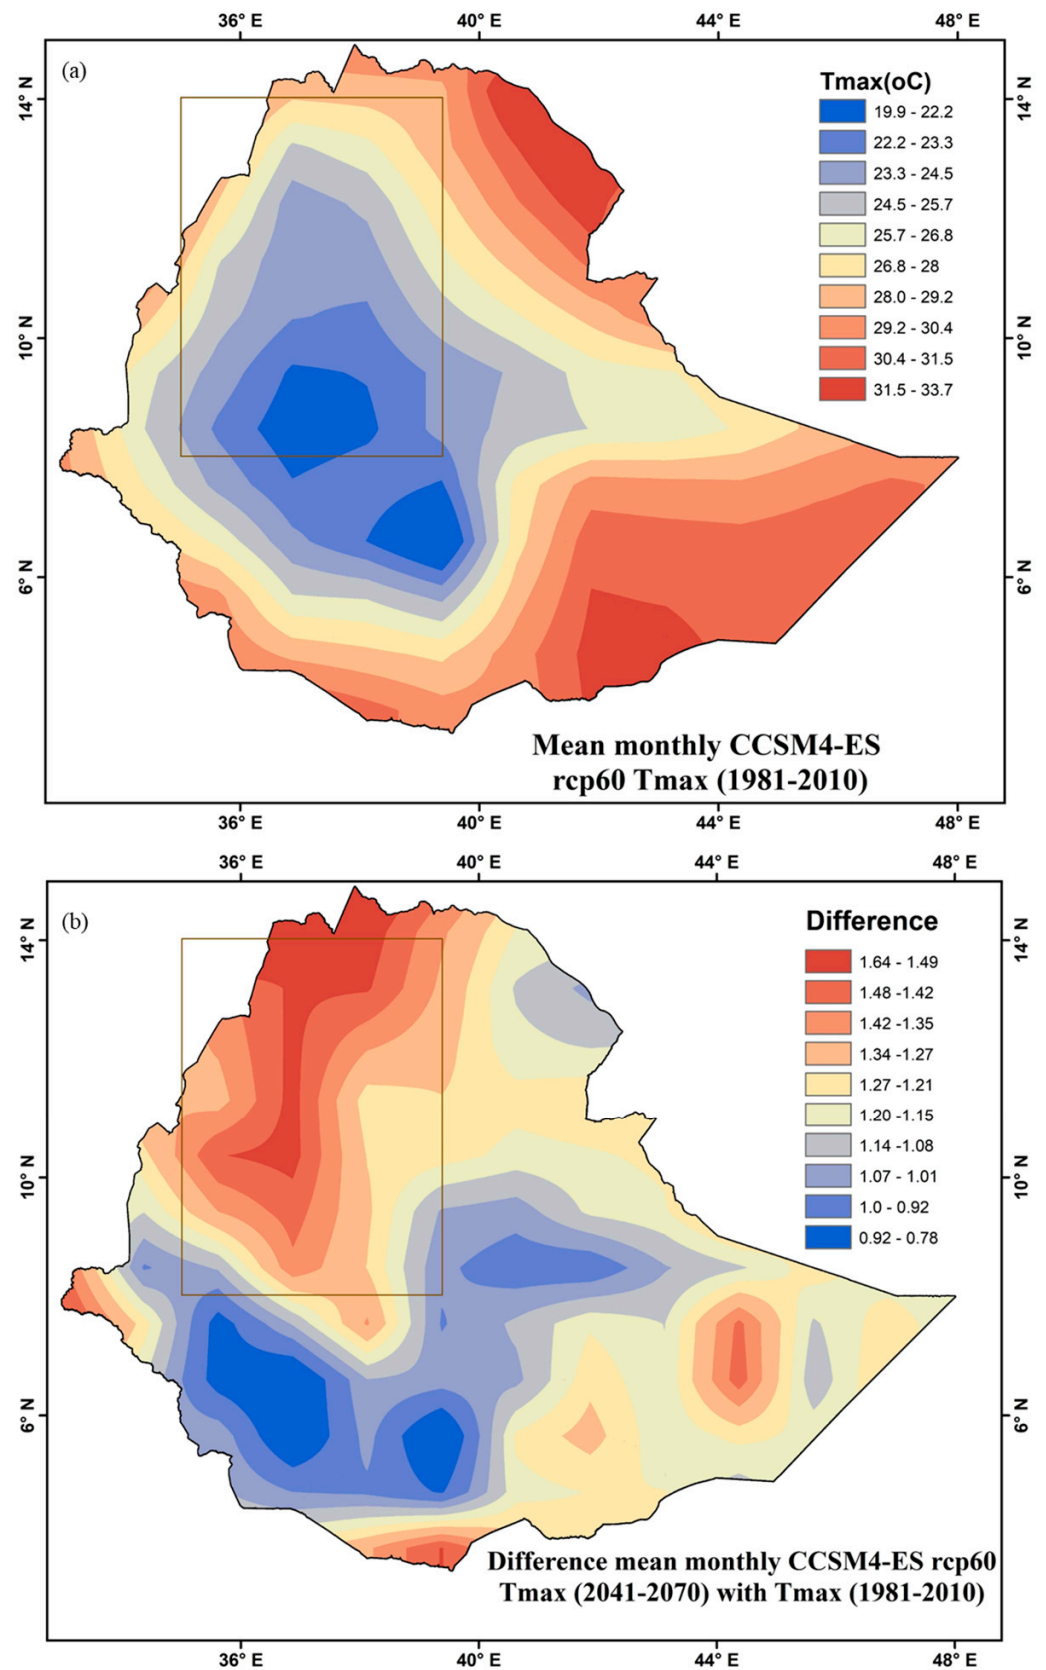 36° E 40° E 44° E 48° E
(a)
14° N
10° N
6° N
Tmax(oC)
19.9 - 22.2
22.2 - 23.3
23.3 - 24.5
24.5 - 25.7
25.7 - 26.8
26.8 - 28
28.0 - 29.2
29.2 - 30.4
30.4 - 31.5
31.5 - 33.7
14° N
10° N
6° N
Mean monthly CCSM4-ES
rcp60 Tmax (1981-2010)
36° E 40° E 44° E 48° E
36° E 40° E 44° E 48° E
(b)
14° N
10° N
6° N
Difference
1.64 - 1.49
1.48 -1.42
1.42 -1.35
1.34 -1.27
1.27 -1.21
1.20 -1.15
1.14 -1.08
1.07 - 1.01
1.0 - 0.92
0.92 - 0.78
14° N
10° N
6° N
Difference mean monthly CCSM4-ES rcp60
Tmax (2041-2070) with Tmax (1981-2010)
36° E 40° E 44° E 48° E